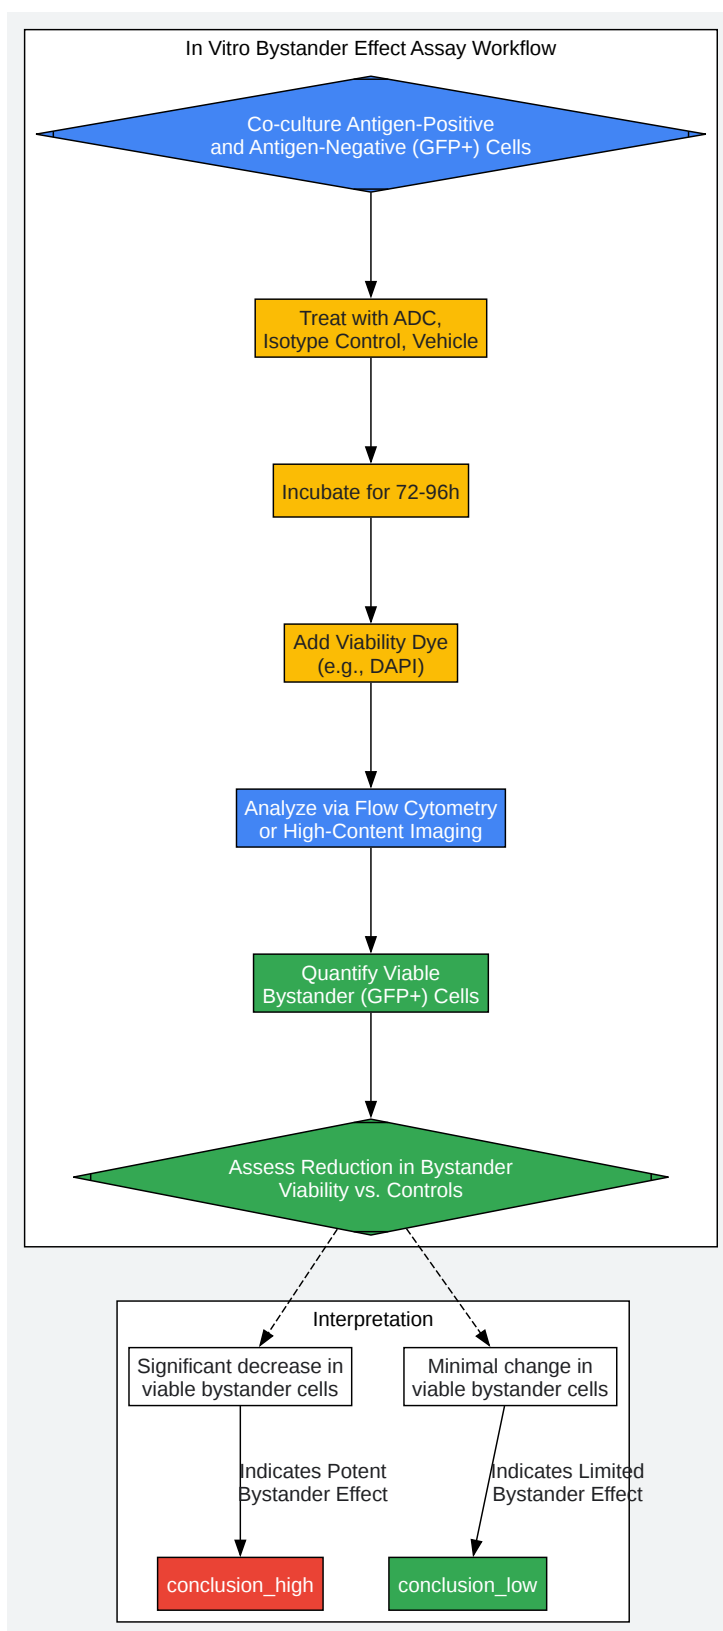 In Vitro Bystander Effect Assay Workflow
Co-culture Antigen-Positive
and Antigen-Negative (GFP+) Cells
Treat with ADC,
Isotype Control, Vehicle
Incubate for 72-96h
Add Viability Dye
(e.g., DAPI)
Analyze via Flow Cytometry
or High-Content Imaging
Quantify Viable
Bystander (GFP+) Cells
Assess Reduction in Bystander
Viability vs. Controls
Interpretation
Significant decrease in
viable bystander cells
Minimal change in
viable bystander cells
Indicates Potent
Bystander Effect
Indicates Limited
Bystander Effect
conclusion_high
conclusion_low